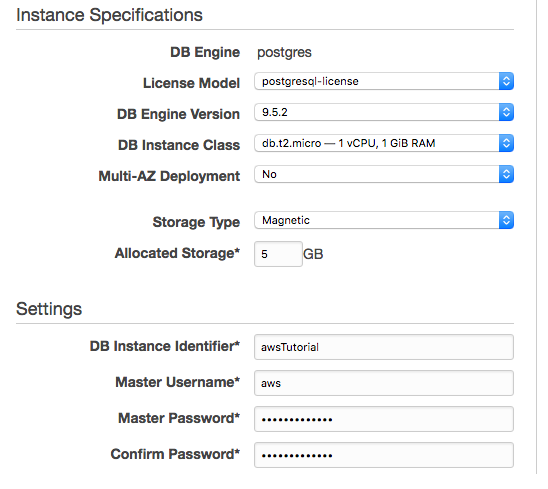 Instance Specifications
DB Engine postgres
License Model postgresql-license
DB Engine Version 9.5.2
DB Instance Class db.t2.micro — 1 vCPU, 1 GiB RAM
Multi-AZ Deployment No
Storage Type Magnetic
Allocated Storage* 5 GB
Settings
DB Instance Identifier* awsTutorial
Master Username* aws
Master Password* •••••••••••••
Confirm Password* •••••••••••••